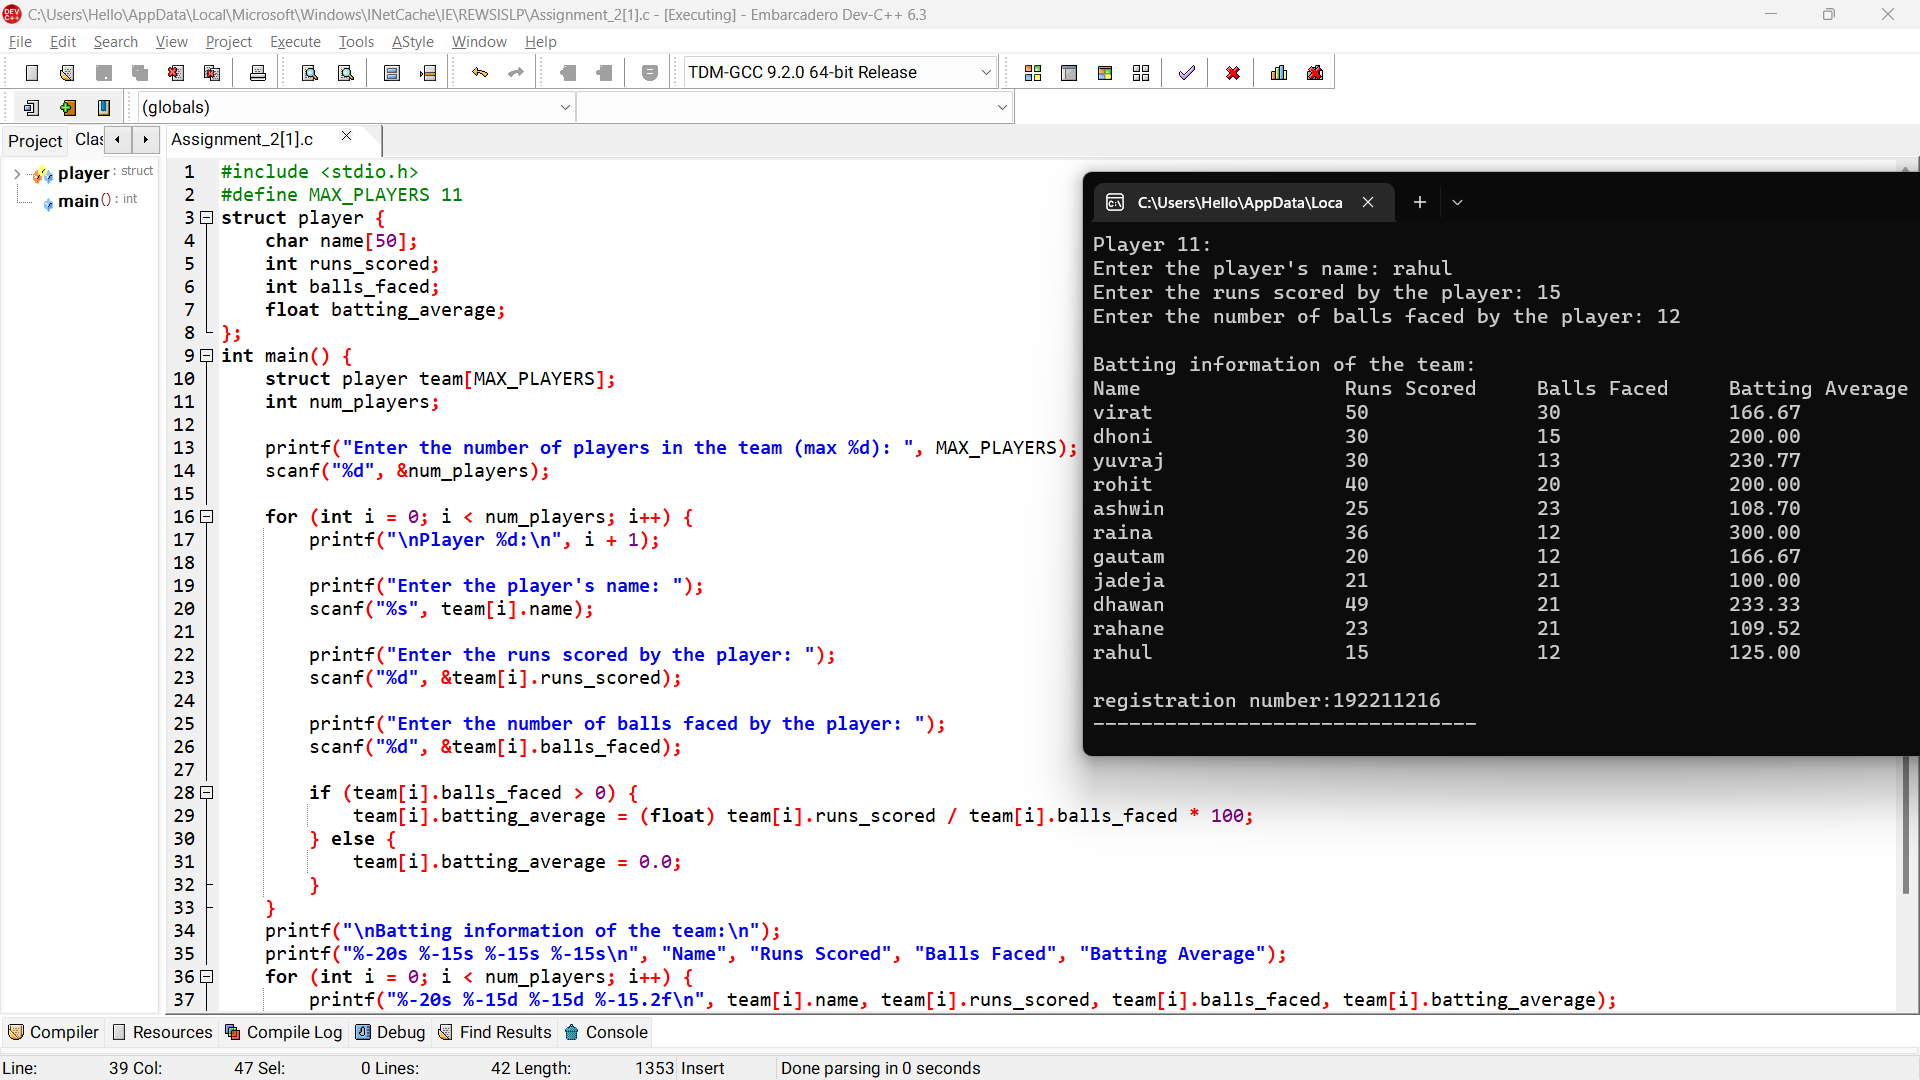 C:\Users\Hello\AppData\Local\Microsoft\Windows\INetCache\IE\REWSISLP\Assignment_2[1].c - [Executing] - Embarcadero Dev-C++ 6.3
File Edit Search View Project Execute Tools AStyle Window Help
TDM-GCC 9.2.0 64-bit Release
(globals)
Project Clas Assignment_2[1].c
player : struct
main() : int
1 #include <stdio.h>
2 #define MAX_PLAYERS 11
3 struct player {
4 char name[50];
5 int runs_scored;
6 int balls_faced;
7 float batting_average;
8 };
9 int main() {
10 struct player team[MAX_PLAYERS];
11 int num_players;
12
13 printf("Enter the number of players in the team (max %d): ", MAX_PLAYERS);
14 scanf("%d", &num_players);
15
16 for (int i = 0; i < num_players; i++) {
17 printf("\nPlayer %d:\n", i + 1);
18
19 printf("Enter the player's name: ");
20 scanf("%s", team[i].name);
21
22 printf("Enter the runs scored by the player: ");
23 scanf("%d", &team[i].runs_scored);
24
25 printf("Enter the number of balls faced by the player: ");
26 scanf("%d", &team[i].balls_faced);
27
28 if (team[i].balls_faced > 0) {
29 team[i].batting_average = (float) team[i].runs_scored / team[i].balls_faced * 100;
30 } else {
31 team[i].batting_average = 0.0;
32 }
33 }
34 printf("\nBatting information of the team:\n");
35 printf("%-20s %-15s %-15s %-15s\n", "Name", "Runs Scored", "Balls Faced", "Batting Average");
36 for (int i = 0; i < num_players; i++) {
37 printf("%-20s %-15d %-15d %-15.2f\n", team[i].name, team[i].runs_scored, team[i].balls_faced, team[i].batting_average);
C:\Users\Hello\AppData\Loca
Player 11:
Enter the player's name: rahul
Enter the runs scored by the player: 15
Enter the number of balls faced by the player: 12
Batting information of the team:
Name Runs Scored Balls Faced Batting Average
virat 50 30 166.67
dhoni 30 15 200.00
yuvraj 30 13 230.77
rohit 40 20 200.00
ashwin 25 23 108.70
raina 36 12 300.00
gautam 20 12 166.67
jadeja 21 21 100.00
dhawan 49 21 233.33
rahane 23 21 109.52
rahul 15 12 125.00
registration number:192211216
--------------------------------
Compiler Resources Compile Log Debug Find Results Console
Line: 39 Col: 47 Sel: 0 Lines: 42 Length: 1353 Insert Done parsing in 0 seconds